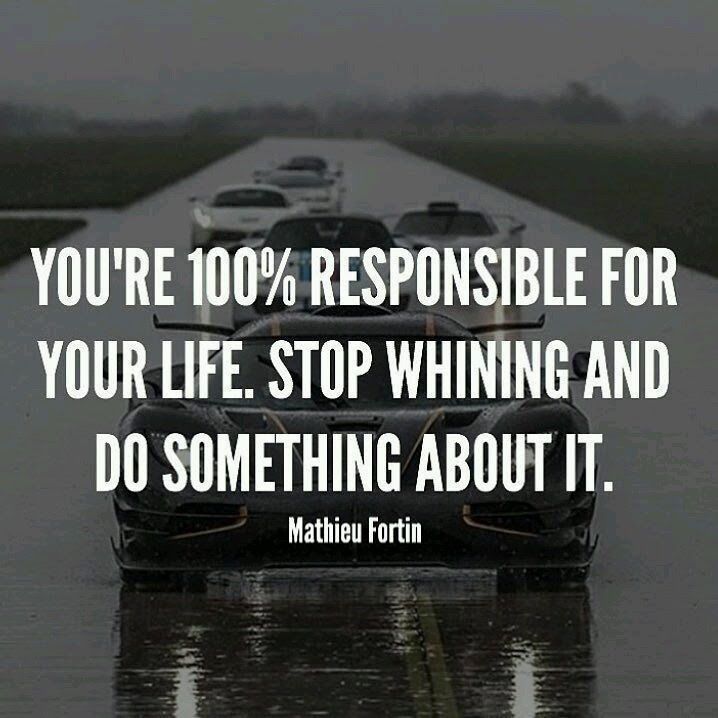 YOU'RE 100% RESPONSIBLE FOR
YOUR LIFE. STOP WHINING AND
DO SOMETHING ABOUT IT.
Mathieu Fortin